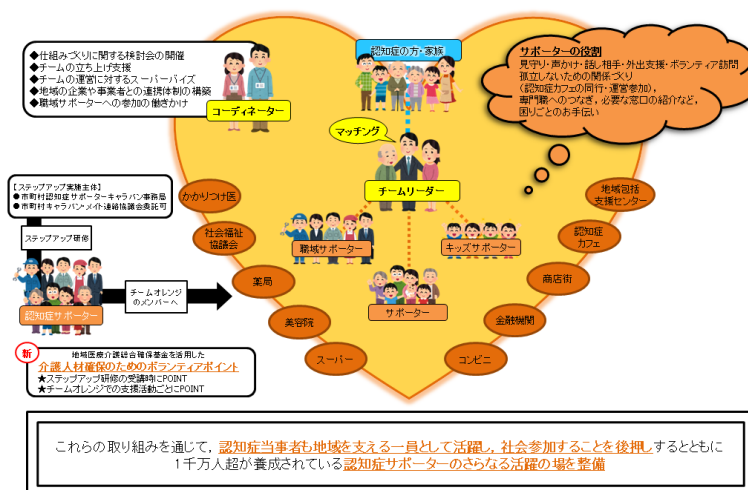 ◆仕組みづくりに関する検討会の開催
◆チームの立ち上げ支援
◆チームの運営に対するスーパーバイズ
◆地域の企業や事業者との連携体制の構築
◆職域サポーターへの参加の働きかけ
コーディネーター
認知症の方・家族
サポーターの役割
見守り・声かけ・話し相手・外出支援・ボランティア訪問
孤立しないための関係づくり
(認知症カフェの同行・運営参加),
専門職へのつなぎ, 必要な窓口の紹介など,
困りごとのお手伝い
マッチング
チームリーダー
【ステップアップ実施主体】
●市町村認知症サポーターキャラバン事務局
●市町村キャラバン・メイト連絡協議会委託可
ステップアップ研修
認知症サポーター
チームオレンジ
のメンバーへ
かかりつけ医
社会福祉
協議会
薬局
美容院
スーパー
職域サポーター
キッズサポーター
サポーター
地域包括
支援センター
認知症
カフェ
商店街
金融機関
コンビニ
新
地域医療介護総合確保基金を活用した
介護人材確保のためのボランティアポイント
★ステップアップ研修の受講時にPOINT
★チームオレンジでの支援活動ごとにPOINT
これらの取り組みを通じて, 認知症当事者も地域を支える一員として活躍し, 社会参加することを後押しするとともに
1千万人超が養成されている認知症サポーターのさらなる活躍の場を整備